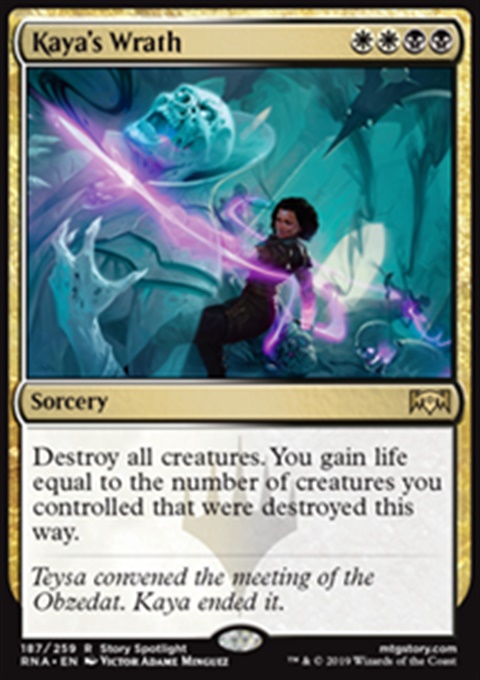 Kaya's Wrath
Sorcery
Destroy all creatures. You gain life
equal to the number of creatures you
controlled that were destroyed this
way.
Teysa convened the meeting of the
Obzedat. Kaya ended it.
187/259 R Story Spotlight
mtgstory.com
RNA • EN Victor Adame Minguez
™ & © 2019 Wizards of the Coast